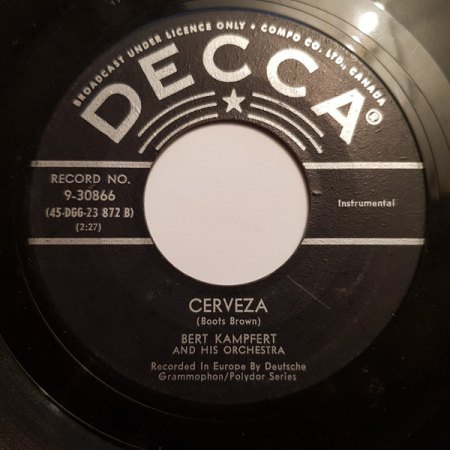 BROADCAST UNDER LICENCE ONLY • COMPO CO. LTD. CANADA
DECCA®
RECORD NO.
9-30866
(45-DGG-23 872 B)
(2:27)
Instrumental
CERVEZA
(Boots Brown)
BERT KAMPFERT
AND HIS ORCHESTRA
Recorded In Europe By Deutsche
Grammophon/Polydor Series